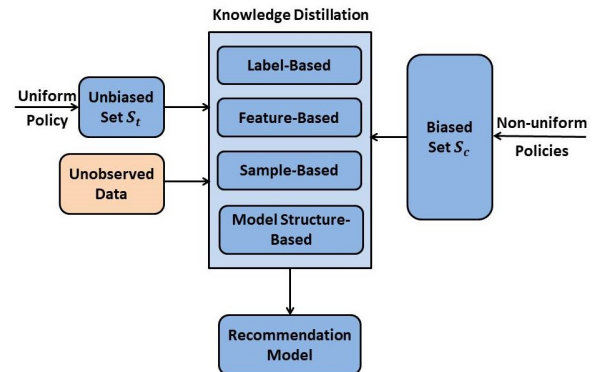 Knowledge Distillation
Label-Based
Feature-Based
Sample-Based
Model Structure-
Based
Uniform
Policy
Unbiased
Set S_t
Unobserved
Data
Biased
Set S_c
Non-uniform
Policies
Recommendation
Model